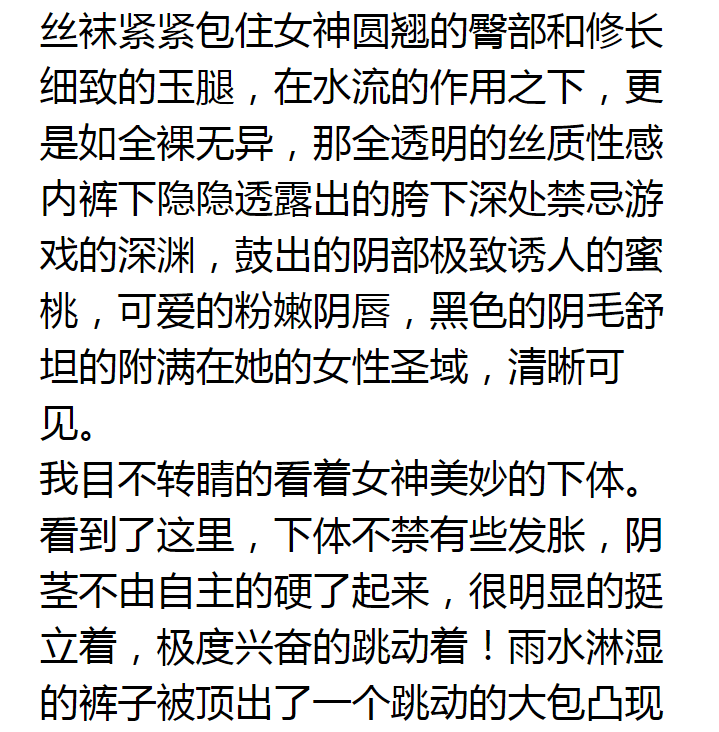 丝袜紧紧包住女神圆翘的臀部和修长
细致的玉腿，在水流的作用之下，更
是如全裸无异，那全透明的丝质性感
内裤下隐隐透露出的胯下深处禁忌游
戏的深渊，鼓出的阴部极致诱人的蜜
桃，可爱的粉嫩阴唇，黑色的阴毛舒
坦的附满在她的女性圣域，清晰可
见。
我目不转睛的看着女神美妙的下体。
看到了这里，下体不禁有些发胀，阴
茎不由自主的硬了起来，很明显的挺
立着，极度兴奋的跳动着！雨水淋湿
的裤子被顶出了一个跳动的大包凸现